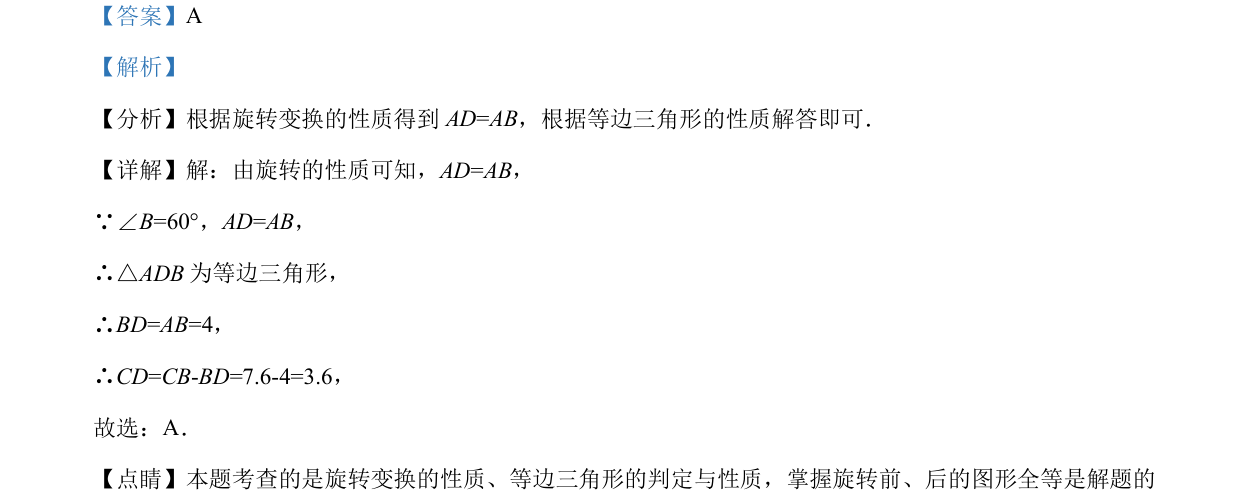 【答案】A
【解析】
【分析】根据旋转变换的性质得到 AD=AB，根据等边三角形的性质解答即可．
【详解】解：由旋转的性质可知，AD=AB，
∵∠B=60°，AD=AB，
∴△ADB 为等边三角形，
∴BD=AB=4，
∴CD=CB-BD=7.6-4=3.6，
故选：A．
【点睛】本题考查的是旋转变换的性质、等边三角形的判定与性质，掌握旋转前、后的图形全等是解题的